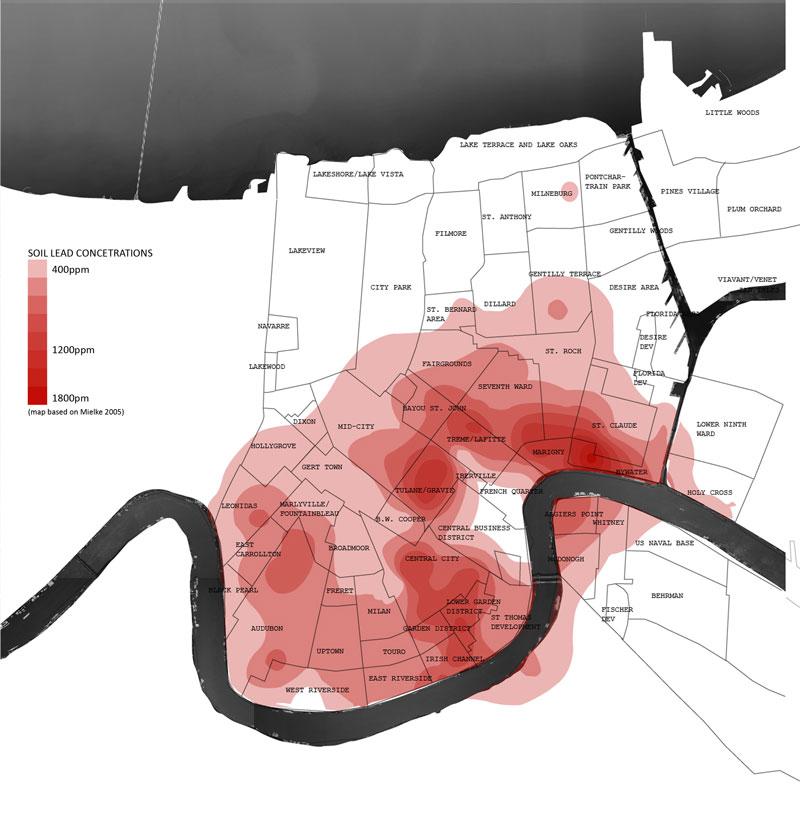 LITTLE WOODS
LAKE TERRACE AND LAKE OAKS
LAKESHORE/LAKE VISTA
PONTCHAR-
TRAIN PARK
MILNEBURG
PINES VILLAGE
PLUM ORCHARD
ST. ANTHONY
FILMORE
GENTILLY WOODS
LAKEVIEW
SOIL LEAD CONCETRATIONS
400ppm
1200ppm
1800pm
(map based on Mielke 2005)
GENTILLY TERRACE
CITY PARK
DESIRE AREA
VIAVANT/VENET
ST. BERNARD
AREA
DILLARD
FLORIDA
NAVARRE
DESIRE
DEV
ST. ROCH
LAKEWOOD
FAIRGROUNDS
FLORIDA
DEV
SEVENTH WARD
BAYOU ST. JOHN
DIXON
MID-CITY
ST. CLAUDE
LOWER NINTH
WARD
HOLLYGROVE
TREME/LAFITTE
MARIGNY
GERT TOWN
BYWATER
IBERVILLE
TULANE/GRAVIE
FRENCH QUARTER
HOLY CROSS
LEONIDAS
MARLYVILLE/
FOUNTAINBLEAU
B.W. COOPER
ALGIERS POINT
WHITNEY
CENTRAL BUSINESS
DISTRICT
EAST
CARROLLTON
BROADMOOR
US NAVAL BASE
CENTRAL CITY
MCDONOGH
BLACK PEARL
FRERET
BEHRMAN
MILAN
LOWER GARDEN
DISTRICT
FISCHER
DEV
ST THOMAS
DEVELOPMENT
AUDUBON
GARDEN DISTRICT
UPTOWN
TOURO
IRISH CHANNEL
EAST RIVERSIDE
WEST RIVERSIDE